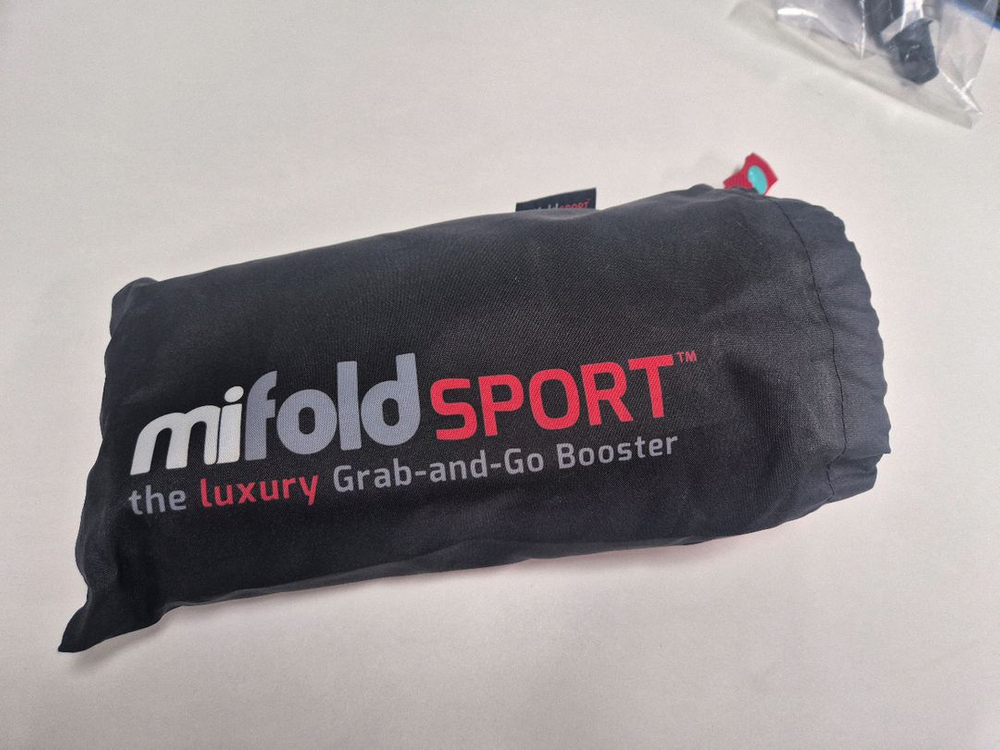 mifold SPORT™
the luxury Grab-and-Go Booster